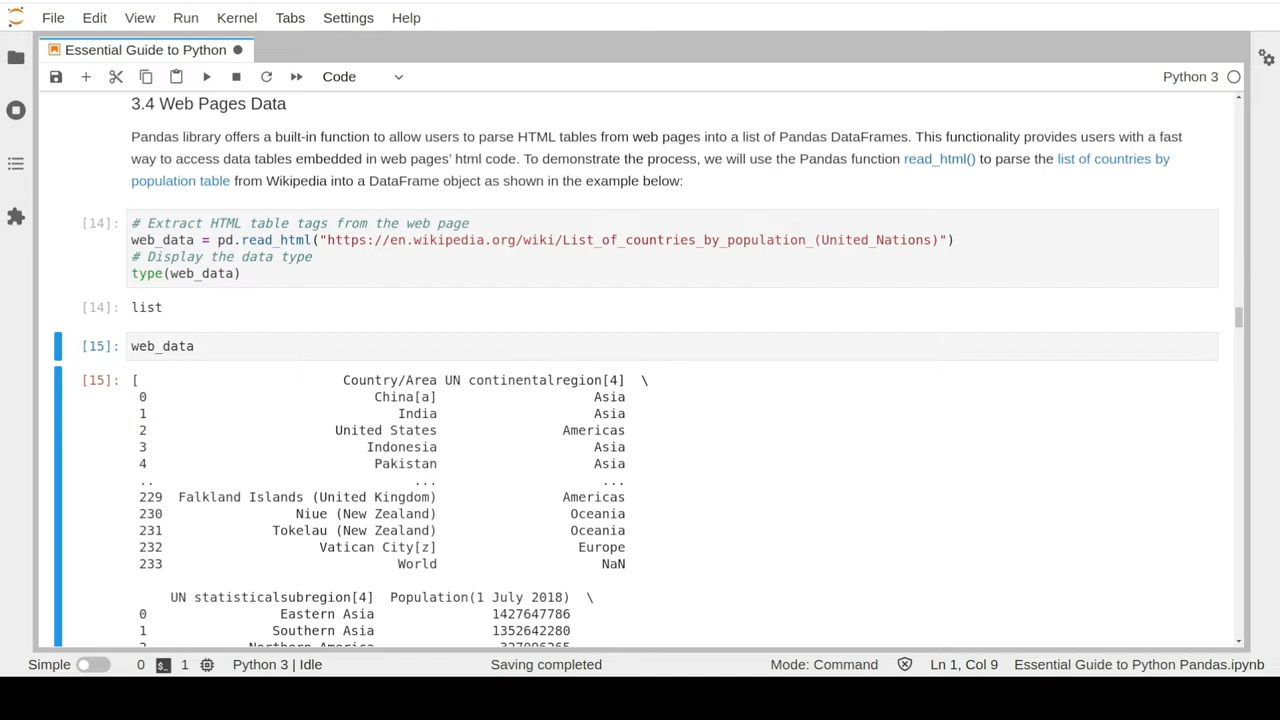 File Edit View Run Kernel Tabs Settings Help
Essential Guide to Python
Code
Python 3
3.4 Web Pages Data
Pandas library offers a built-in function to allow users to parse HTML tables from web pages into a list of Pandas DataFrames. This functionality provides users with a fast
way to access data tables embedded in web pages' html code. To demonstrate the process, we will use the Pandas function read_html() to parse the list of countries by
population table from Wikipedia into a DataFrame object as shown in the example below:
[14]: # Extract HTML table tags from the web page
web_data = pd.read_html("https://en.wikipedia.org/wiki/List_of_countries_by_population_(United_Nations)")
# Display the data type
type(web_data)
[14]: list
[15]: web_data
[15]: [ Country/Area UN continentalregion[4] \
0 China[a] Asia
1 India Asia
2 United States Americas
3 Indonesia Asia
4 Pakistan Asia
.. ... ...
229 Falkland Islands (United Kingdom) Americas
230 Niue (New Zealand) Oceania
231 Tokelau (New Zealand) Oceania
232 Vatican City[z] Europe
233 World NaN
UN statisticalsubregion[4] Population(1 July 2018) \
0 Eastern Asia 1427647786
1 Southern Asia 1352642280
Simple 0 1 Python 3 | Idle Saving completed Mode: Command Ln 1, Col 9 Essential Guide to Python Pandas.ipynb